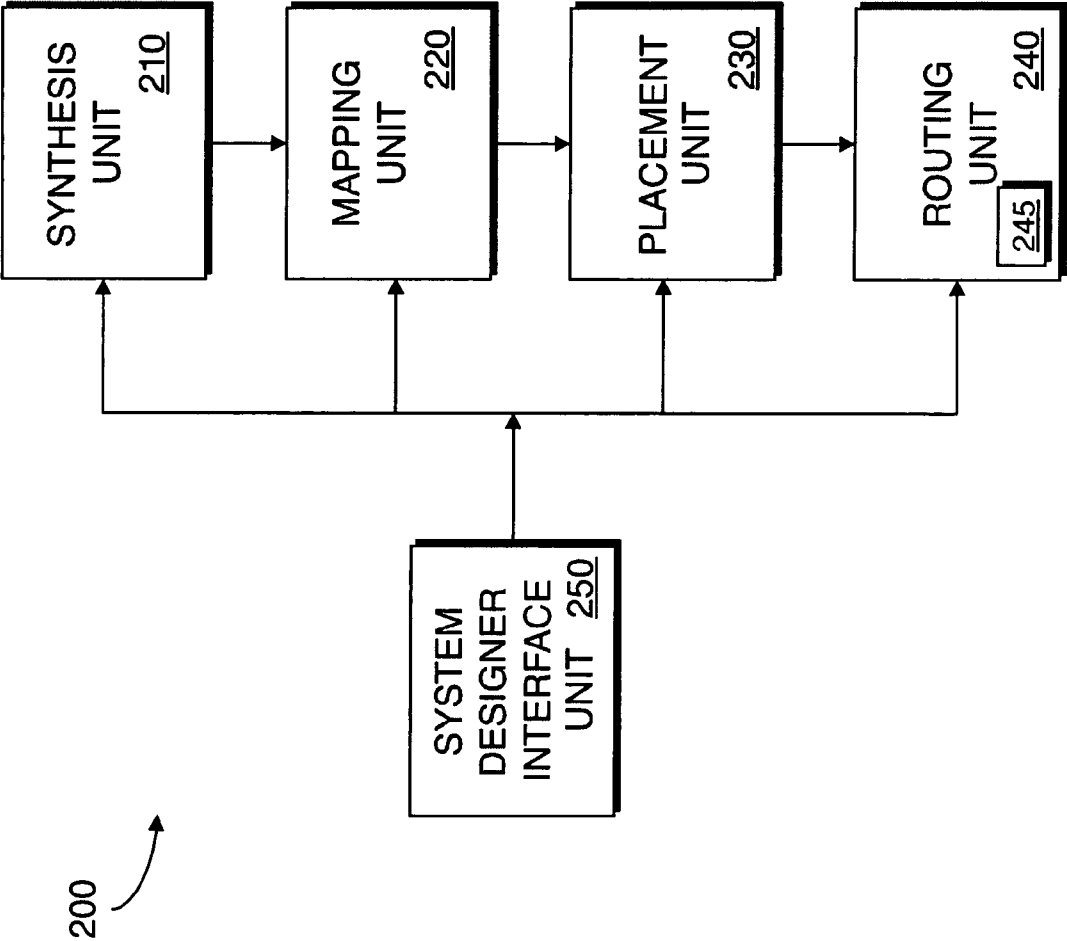 200
SYSTEM
DESIGNER
INTERFACE
UNIT 250
SYNTHESIS
UNIT 210
MAPPING
UNIT 220
PLACEMENT
UNIT 230
ROUTING
UNIT 240
245